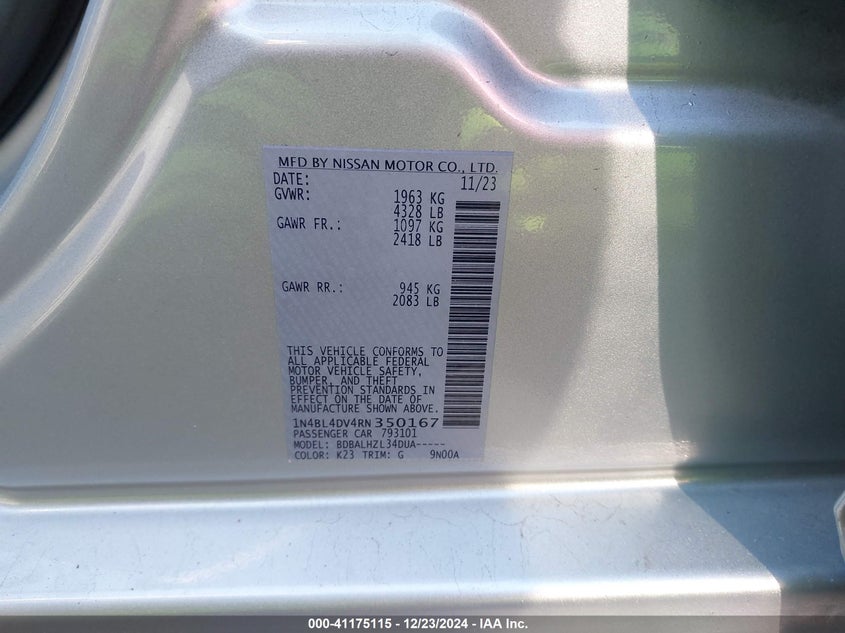 MFD BY NISSAN MOTOR CO., LTD.
DATE: 11/23
GVWR: 1963 KG
4328 LB
GAWR FR.: 1097 KG
2418 LB
GAWR RR.: 945 KG
2083 LB
THIS VEHICLE CONFORMS TO
ALL APPLICABLE FEDERAL
MOTOR VEHICLE SAFETY,
BUMPER, AND THEFT
PREVENTION STANDARDS IN
EFFECT ON THE DATE OF
MANUFACTURE SHOWN ABOVE.
1N4BL4DV4RN350167
PASSENGER CAR 793101
MODEL: BDBALHZL34DUA-----
COLOR: K23 TRIM: G 9N00A
000-41175115 - 12/23/2024 - IAA Inc.